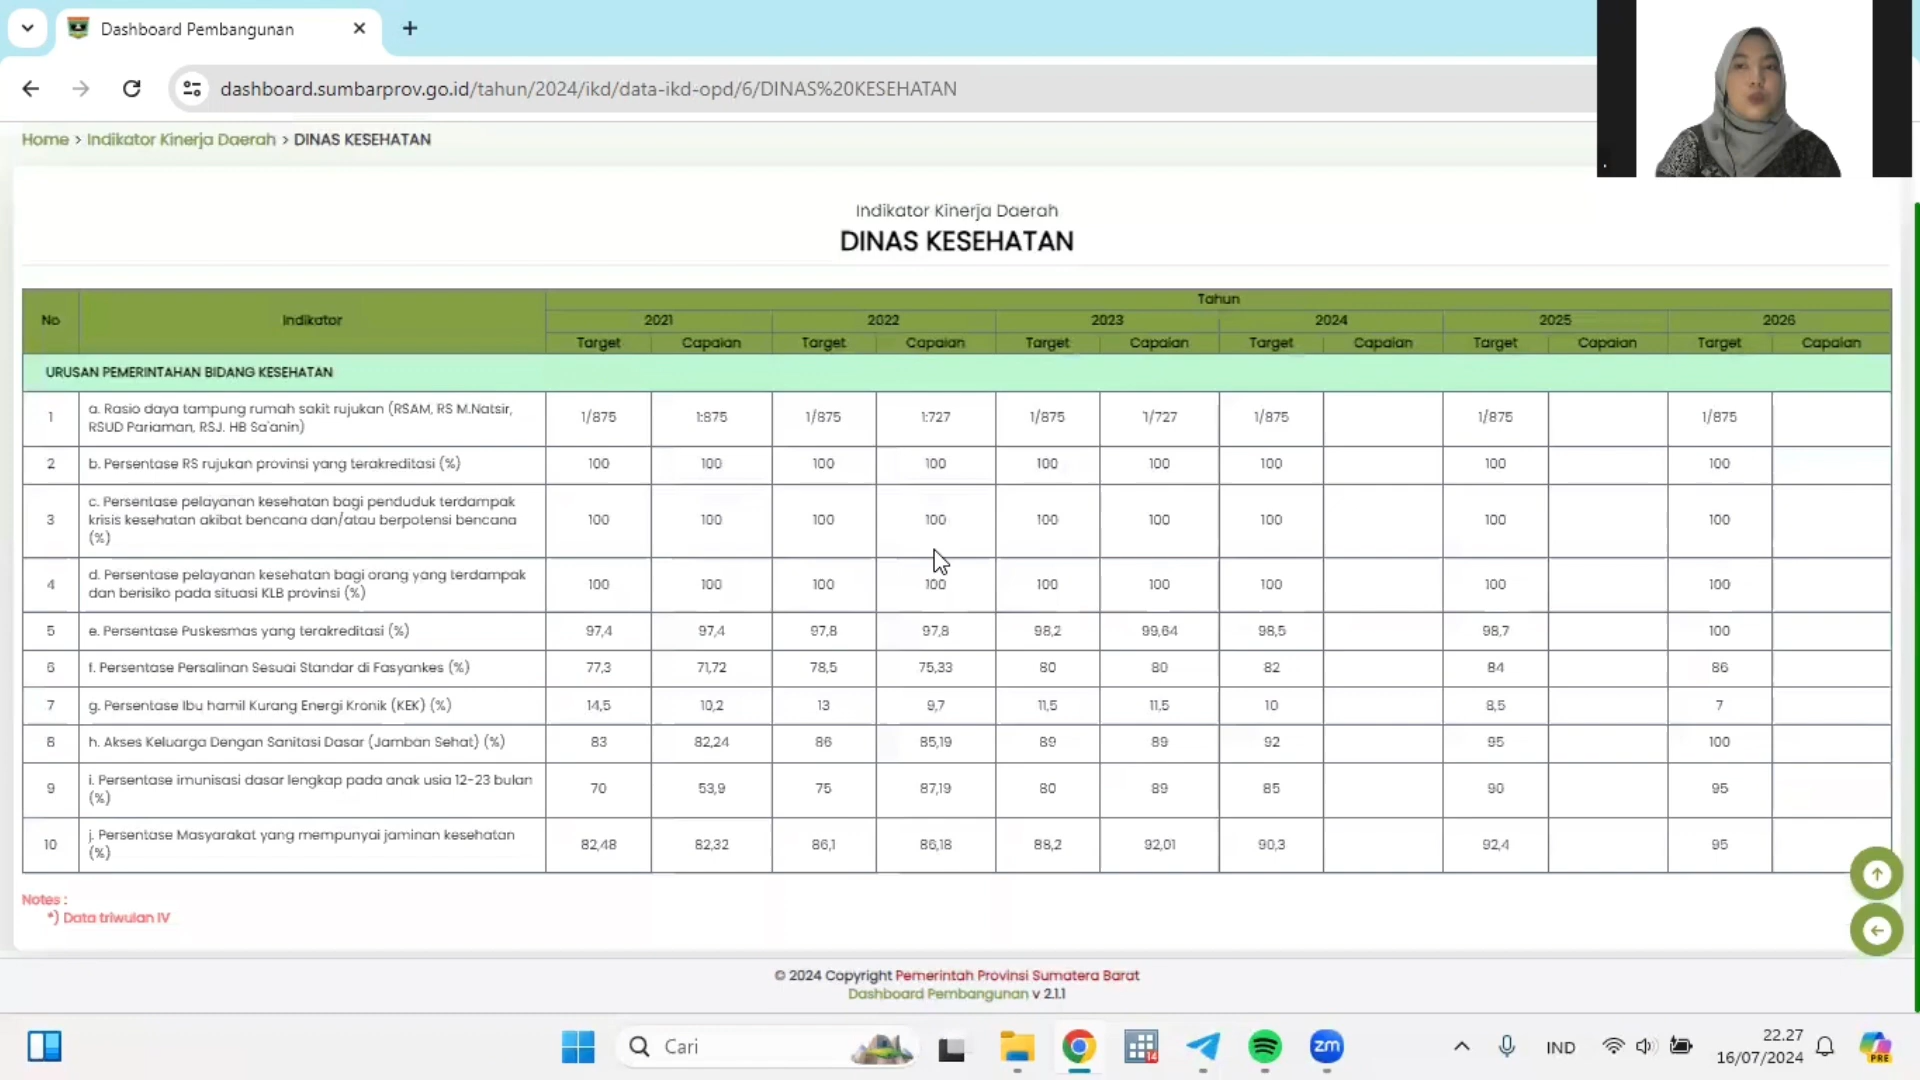 Dashboard Pembangunan
dashboard.sumbarprov.go.id/tahun/2024/ikd/data-ikd-opd/6/DINAS%20KESEHATAN
Home > Indikator Kinerja Daerah > DINAS KESEHATAN
Indikator Kinerja Daerah
DINAS KESEHATAN
No Indikator Tahun
2021 2022 2023 2024 2025 2026
Target Capaian Target Capaian Target Capaian Target Capaian Target Capaian Target Capaian
URUSAN PEMERINTAHAN BIDANG KESEHATAN
1 a. Rasio daya tampung rumah sakit rujukan (RSAM, RS M.Natsir, 1/875 1:875 1/875 1:727 1/875 1/727 1/875 1/875 1/875
RSUD Pariaman, RSJ. HB Sa'anin)
2 b. Persentase RS rujukan provinsi yang terakreditasi (%) 100 100 100 100 100 100 100 100 100
3 c. Persentase pelayanan kesehatan bagi penduduk terdampak
krisis kesehatan akibat bencana dan/atau berpotensi bencana 100 100 100 100 100 100 100 100 100
(%)
4 d. Persentase pelayanan kesehatan bagi orang yang terdampak 100 100 100 100 100 100 100 100 100
dan berisiko pada situasi KLB provinsi (%)
5 e. Persentase Puskesmas yang terakreditasi (%) 97,4 97,4 97,8 97,8 98,2 99,64 98,5 98,7 100
6 f. Persentase Persalinan Sesuai Standar di Fasyankes (%) 77,3 71,72 78,5 75,33 80 80 82 84 86
7 g. Persentase Ibu hamil Kurang Energi Kronik (KEK) (%) 14,5 10,2 13 9,7 11,5 11,5 10 8,5 7
8 h. Akses Keluarga Dengan Sanitasi Dasar (Jamban Sehat) (%) 83 82,24 86 85,19 89 89 92 95 100
9 i. Persentase imunisasi dasar lengkap pada anak usia 12-23 bulan 70 53,9 75 87,19 80 89 85 90 95
(%)
10 j. Persentase Masyarakat yang mempunyai jaminan kesehatan 82,48 82,32 86,1 86,18 88,2 92,01 90,3 92,4 95
(%)
Notes :
*) Data triwulan IV
© 2024 Copyright Pemerintah Provinsi Sumatera Barat
Dashboard Pembangunan v 2.1.1
Cari
14
zm
IND
22.27
16/07/2024
PRE